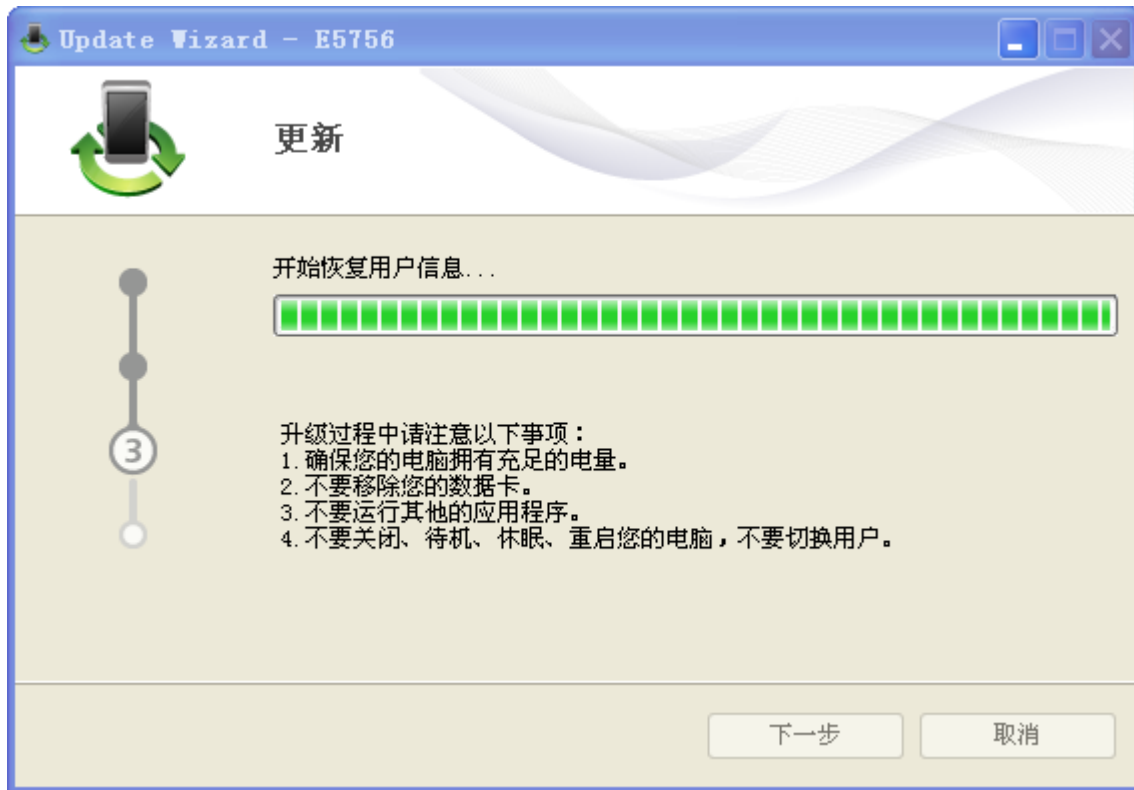 Update Wizard - E5756
更新
开始恢复用户信息...
3
升级过程中请注意以下事项：
1.确保您的电脑拥有充足的电量。
2.不要移除您的数据卡。
3.不要运行其他的应用程序。
4.不要关闭、待机、休眠、重启您的电脑，不要切换用户。
下一步 取消